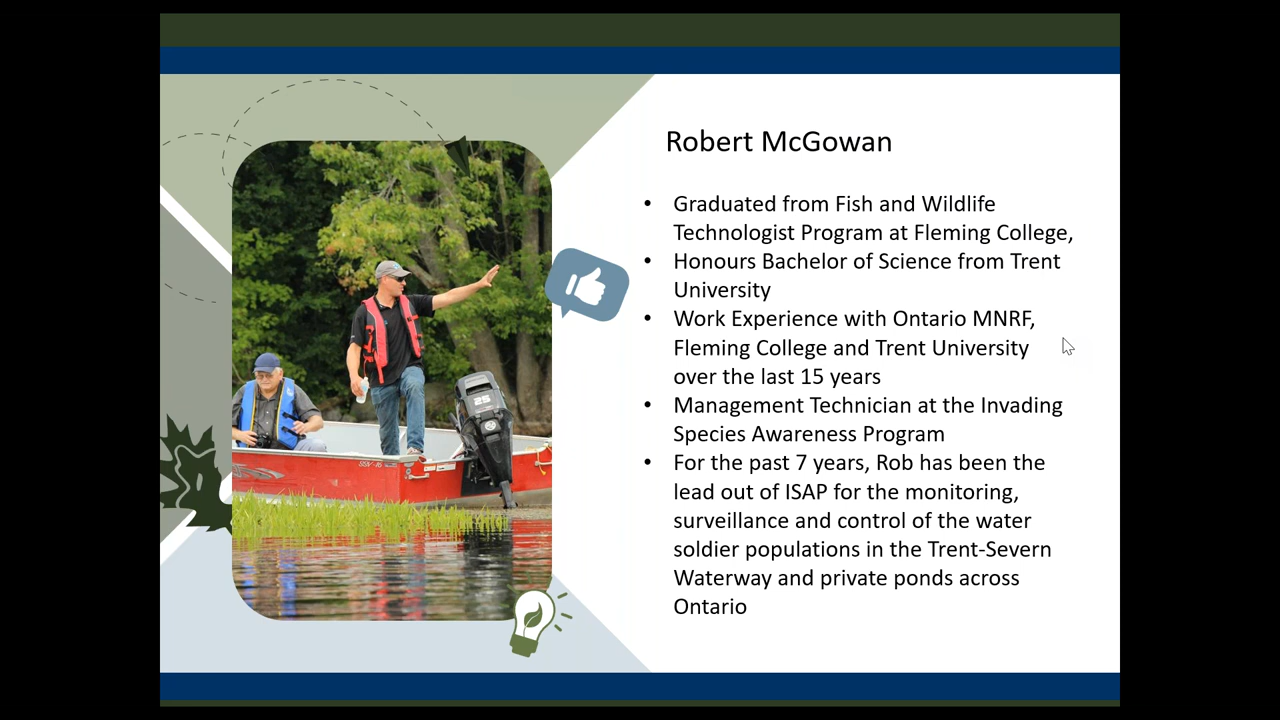 Robert McGowan
• Graduated from Fish and Wildlife
Technologist Program at Fleming College,
• Honours Bachelor of Science from Trent
University
• Work Experience with Ontario MNRF,
Fleming College and Trent University
over the last 15 years
• Management Technician at the Invading
Species Awareness Program
• For the past 7 years, Rob has been the
lead out of ISAP for the monitoring,
surveillance and control of the water
soldier populations in the Trent-Severn
Waterway and private ponds across
Ontario
25